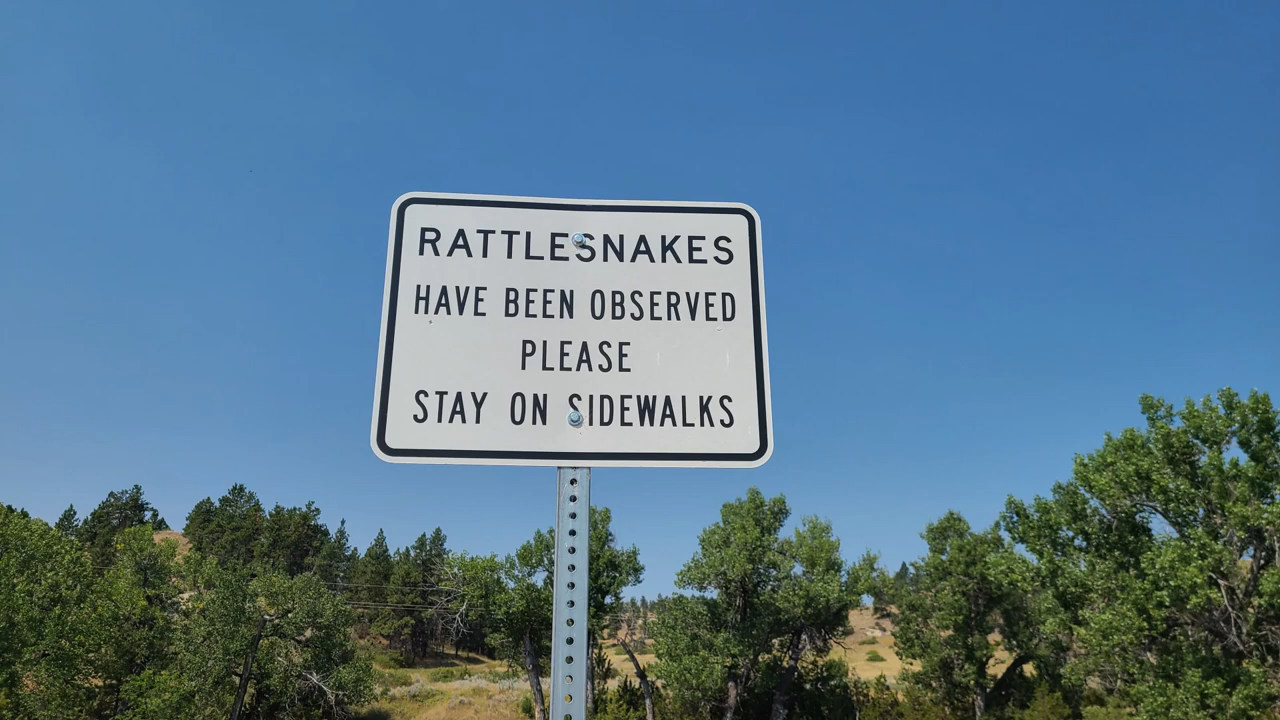 RATTLESNAKES
HAVE BEEN OBSERVED
PLEASE
STAY ON SIDEWALKS